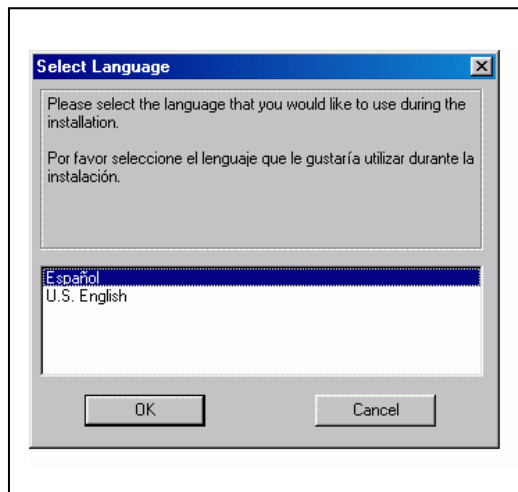 Select Language
Please select the language that you would like to use during the
installation.
Por favor seleccione el lenguaje que le gustaría utilizar durante la
instalación.
Español
U.S. English
OK
Cancel